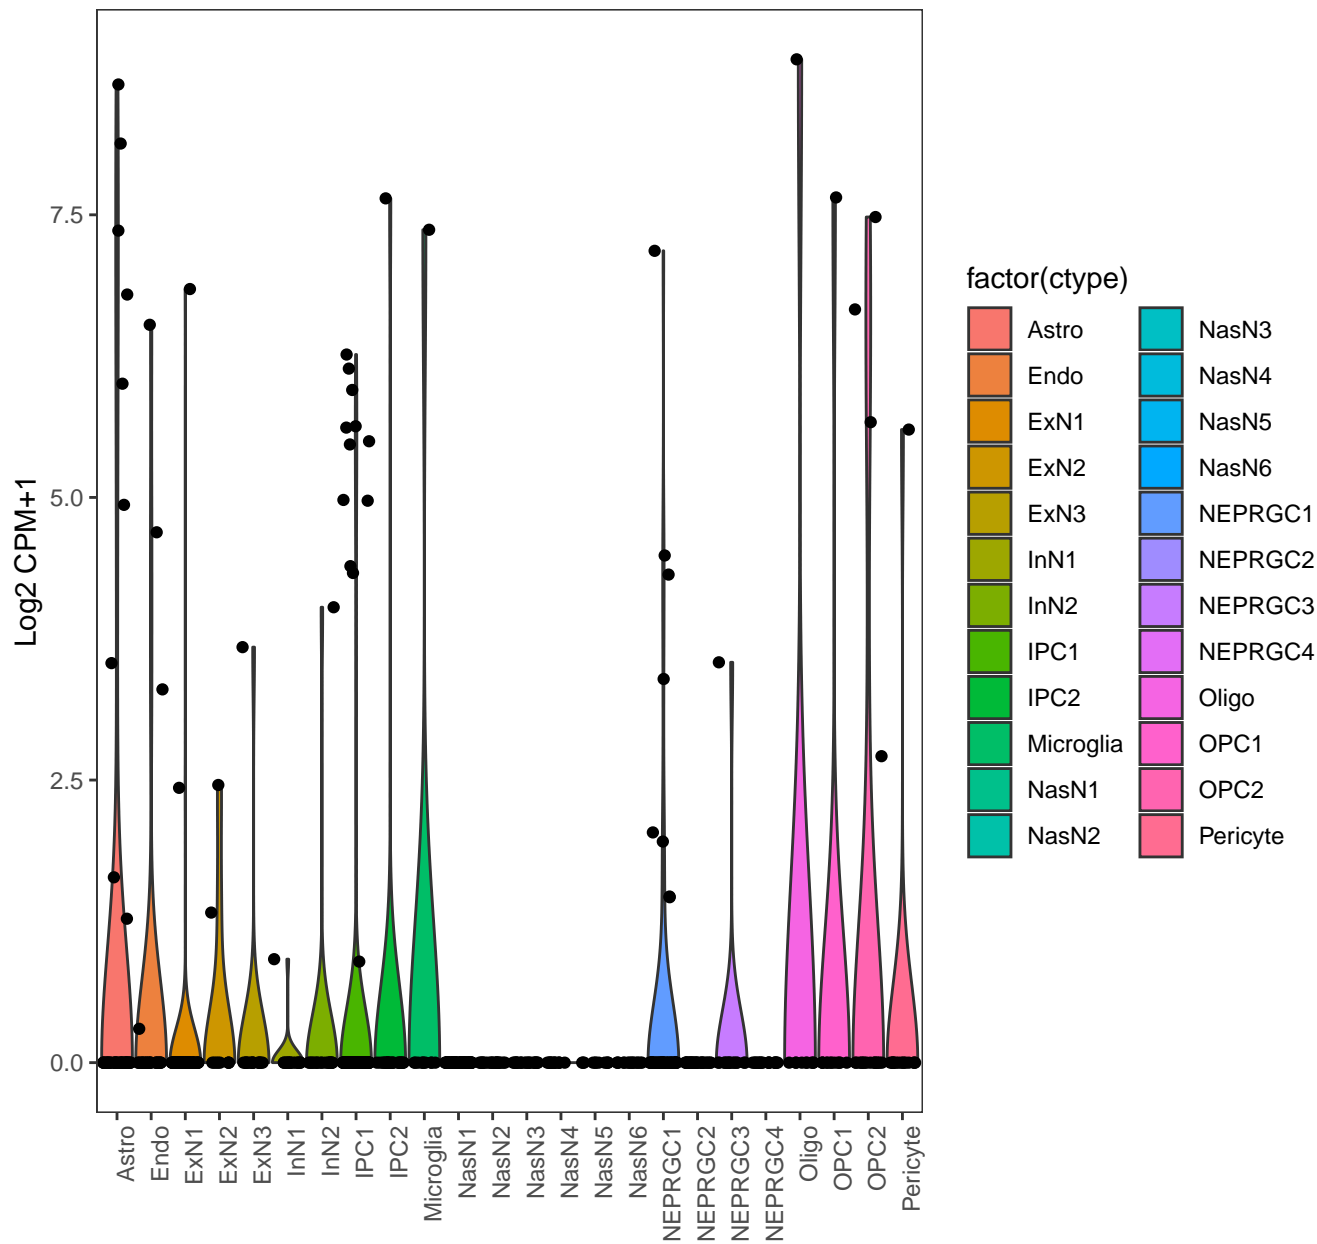 Log2 CPM+1
7.5
5.0
2.5
0.0
Astro
Endo
ExN1
ExN2
ExN3
InN1
InN2
IPC1
IPC2
Microglia
NasN1
NasN2
NasN3
NasN4
NasN5
NasN6
NEPRGC1
NEPRGC2
NEPRGC3
NEPRGC4
Oligo
OPC1
OPC2
Pericyte
factor(ctype)
Astro
Endo
ExN1
ExN2
ExN3
InN1
InN2
IPC1
IPC2
Microglia
NasN1
NasN2
NasN3
NasN4
NasN5
NasN6
NEPRGC1
NEPRGC2
NEPRGC3
NEPRGC4
Oligo
OPC1
OPC2
Pericyte